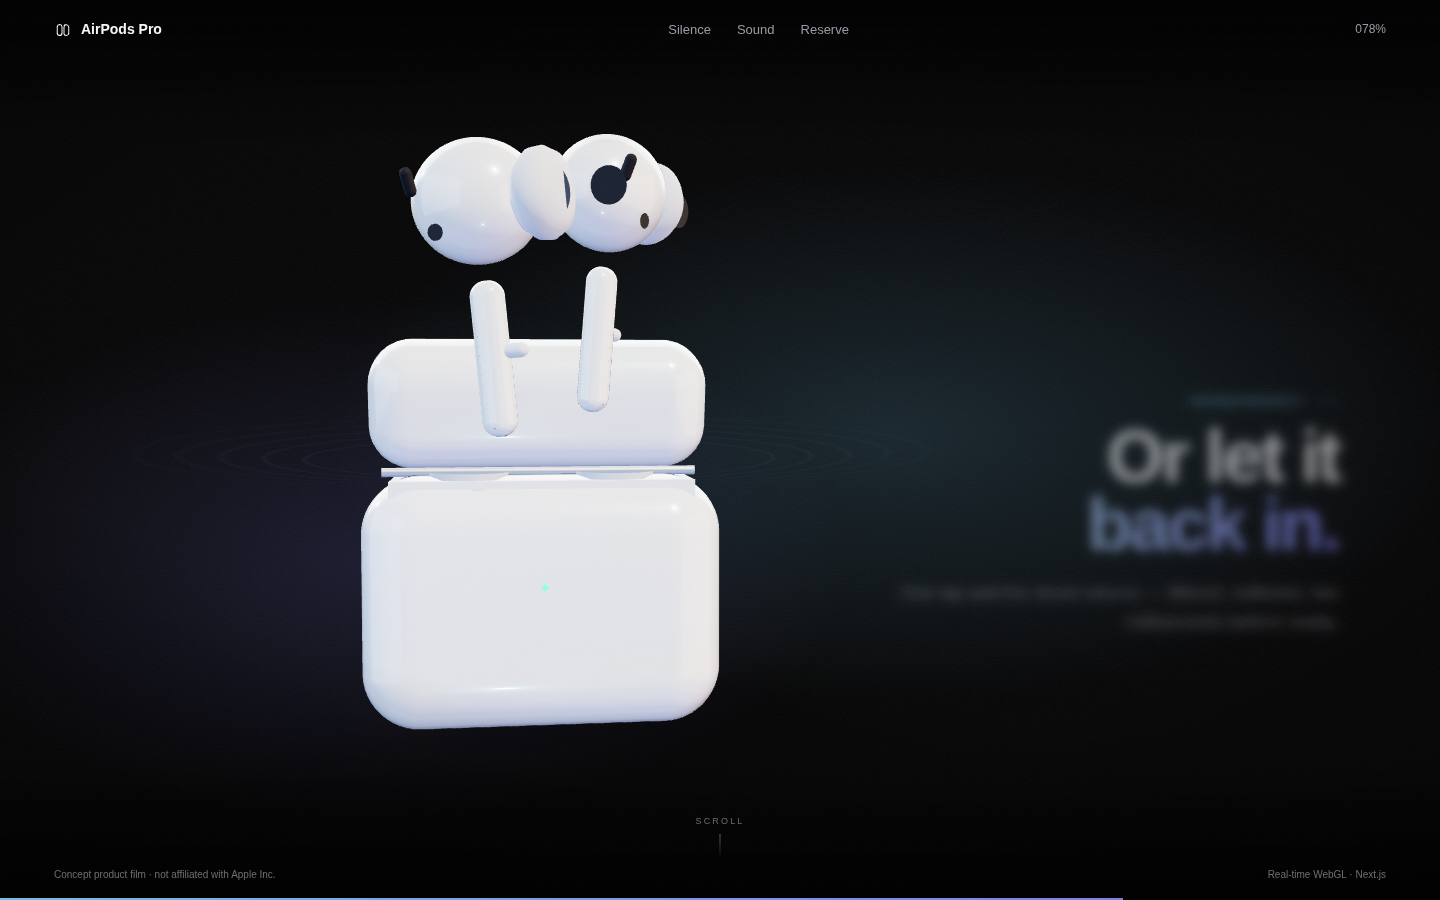 AirPods Pro
Silence
Sound
Reserve
078%
Or let it
back in.
SCROLL
Concept product film · not affiliated with Apple Inc.
Real-time WebGL · Next.js